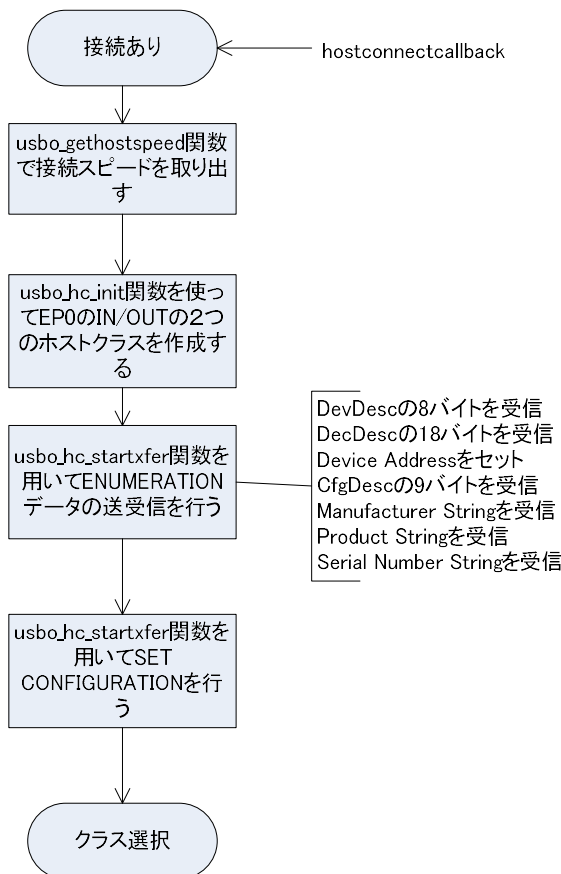 接続あり
hostconnectcallback
usbo_gethostspeed関数
で接続スピードを取り出
す
usbo_hc_init関数を使っ
てEP0のIN/OUTの２つ
のホストクラスを作成す
る
usbo_hc_startxfer関数を
用いてENUMERATION
データの送受信を行う
DevDescの8バイトを受信
DecDescの18バイトを受信
Device Addressをセット
CfgDescの9バイトを受信
Manufacturer Stringを受信
Product Stringを受信
Serial Number Stringを受信
usbo_hc_startxfer関数を
用いてSET
CONFIGURATIONを行
う
クラス選択